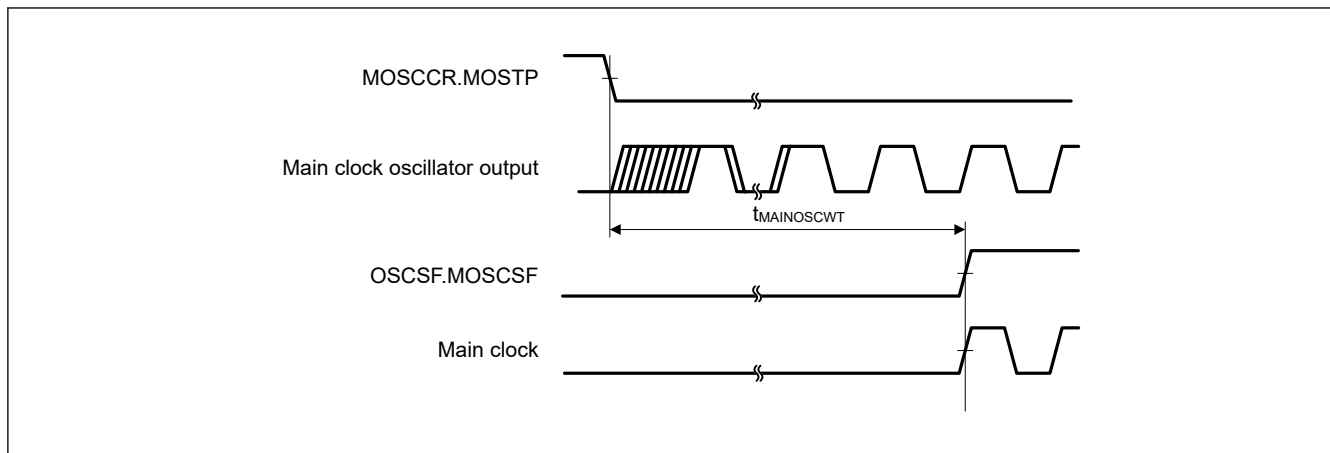 MOSCCR.MOSTP
Main clock oscillator output
tMAINOSCWT
OSCSF.MOSCSF
Main clock